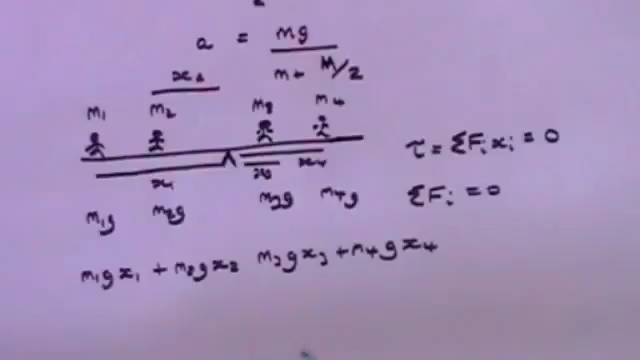 a = mg
m + M/2
x₂
m₁ m₂ m₃ m₄
x₁ x₃ x₄
τ = ΣFᵢxᵢ = 0
m₁g m₂g m₃g m₄g
ΣFᵢ = 0
m₁gx₁ + m₂gx₂ m₃gx₃ + m₄gx₄